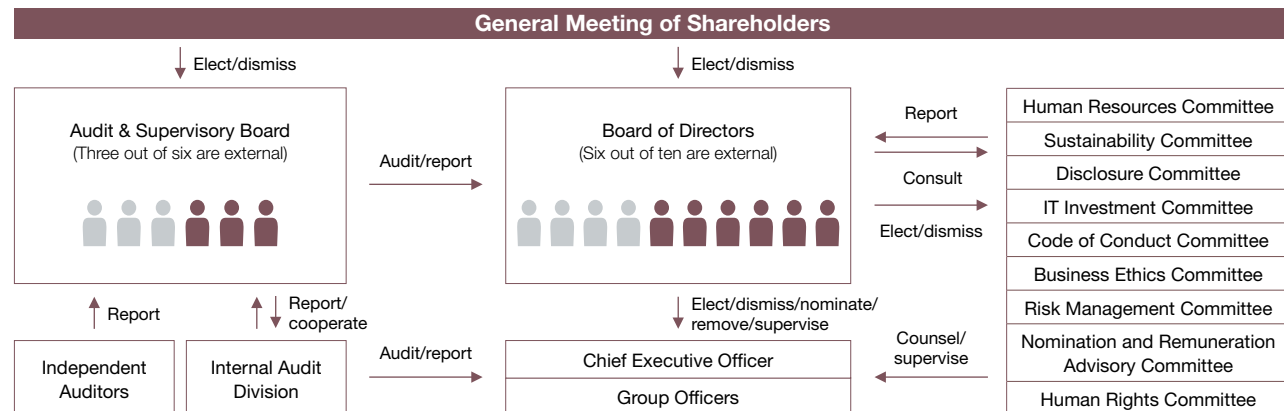 General Meeting of Shareholders
Elect/dismiss
Elect/dismiss
Audit & Supervisory Board
(Three out of six are external)
Audit/report
Board of Directors
(Six out of ten are external)
Report
Consult
Elect/dismiss
Human Resources Committee
Sustainability Committee
Disclosure Committee
IT Investment Committee
Code of Conduct Committee
Business Ethics Committee
Risk Management Committee
Nomination and Remuneration
Advisory Committee
Human Rights Committee
Report
Report/
cooperate
Elect/dismiss/nominate/
remove/supervise
Counsel/
supervise
Independent
Auditors
Internal Audit
Division
Audit/report
Chief Executive Officer
Group Officers